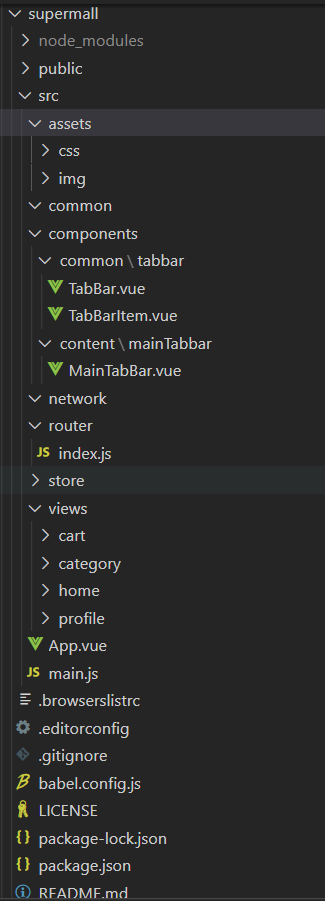 supermall
node_modules
public
src
assets
css
img
common
components
common \ tabbar
TabBar.vue
TabBarItem.vue
content \ mainTabbar
MainTabBar.vue
network
router
JS index.js
store
views
cart
category
home
profile
App.vue
JS main.js
.browserslistrc
.editorconfig
.gitignore
babel.config.js
LICENSE
{ } package-lock.json
{ } package.json
README.md